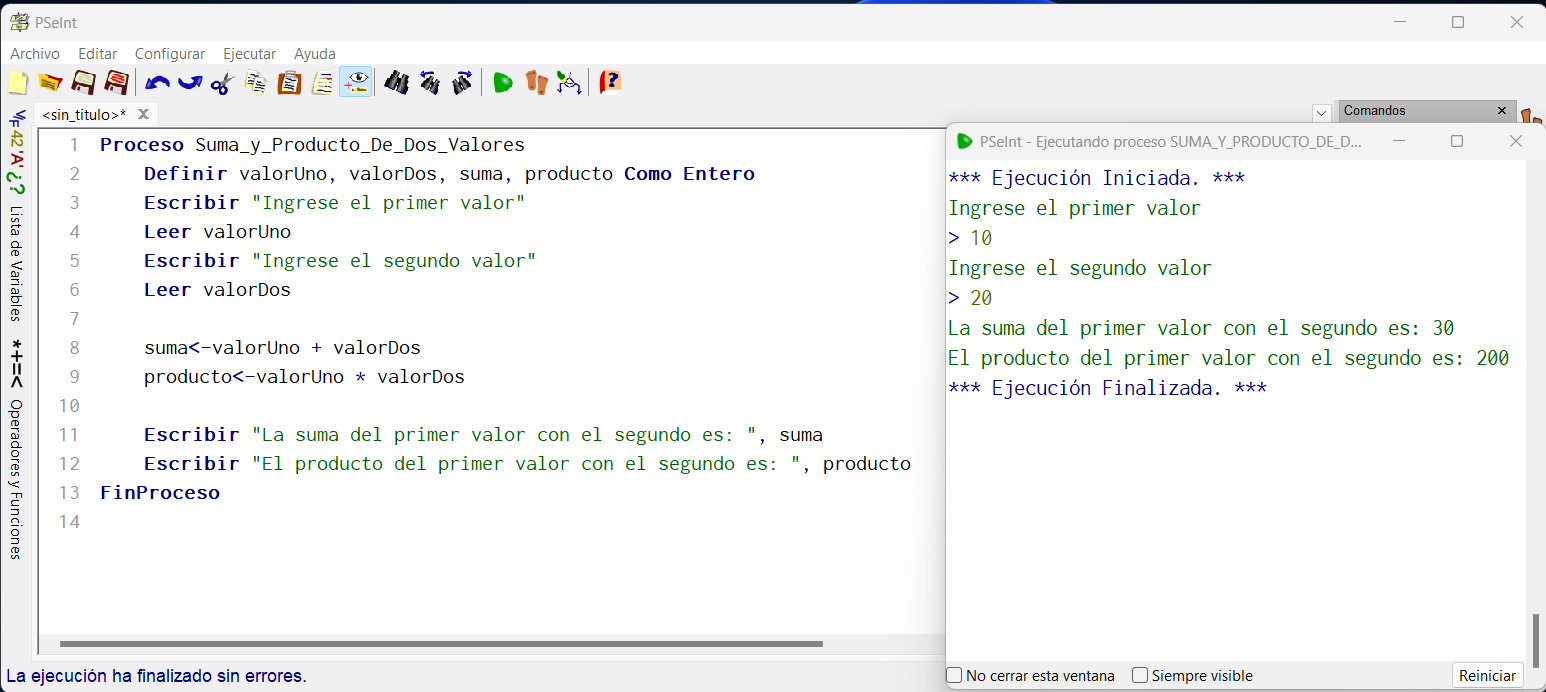 PSeInt
Archivo Editar Configurar Ejecutar Ayuda
<sin_titulo>*
Comandos
42
'A'
¿?
Lista de Variables
*+=<
Operadores y Funciones
1 Proceso Suma_y_Producto_De_Dos_Valores
2 Definir valorUno, valorDos, suma, producto Como Entero
3 Escribir "Ingrese el primer valor"
4 Leer valorUno
5 Escribir "Ingrese el segundo valor"
6 Leer valorDos
7
8 suma<-valorUno + valorDos
9 producto<-valorUno * valorDos
10
11 Escribir "La suma del primer valor con el segundo es: ", suma
12 Escribir "El producto del primer valor con el segundo es: ", producto
13 FinProceso
14
La ejecución ha finalizado sin errores.
PSeInt - Ejecutando proceso SUMA_Y_PRODUCTO_DE_D...
*** Ejecución Iniciada. ***
Ingrese el primer valor
> 10
Ingrese el segundo valor
> 20
La suma del primer valor con el segundo es: 30
El producto del primer valor con el segundo es: 200
*** Ejecución Finalizada. ***
No cerrar esta ventana Siempre visible Reiniciar